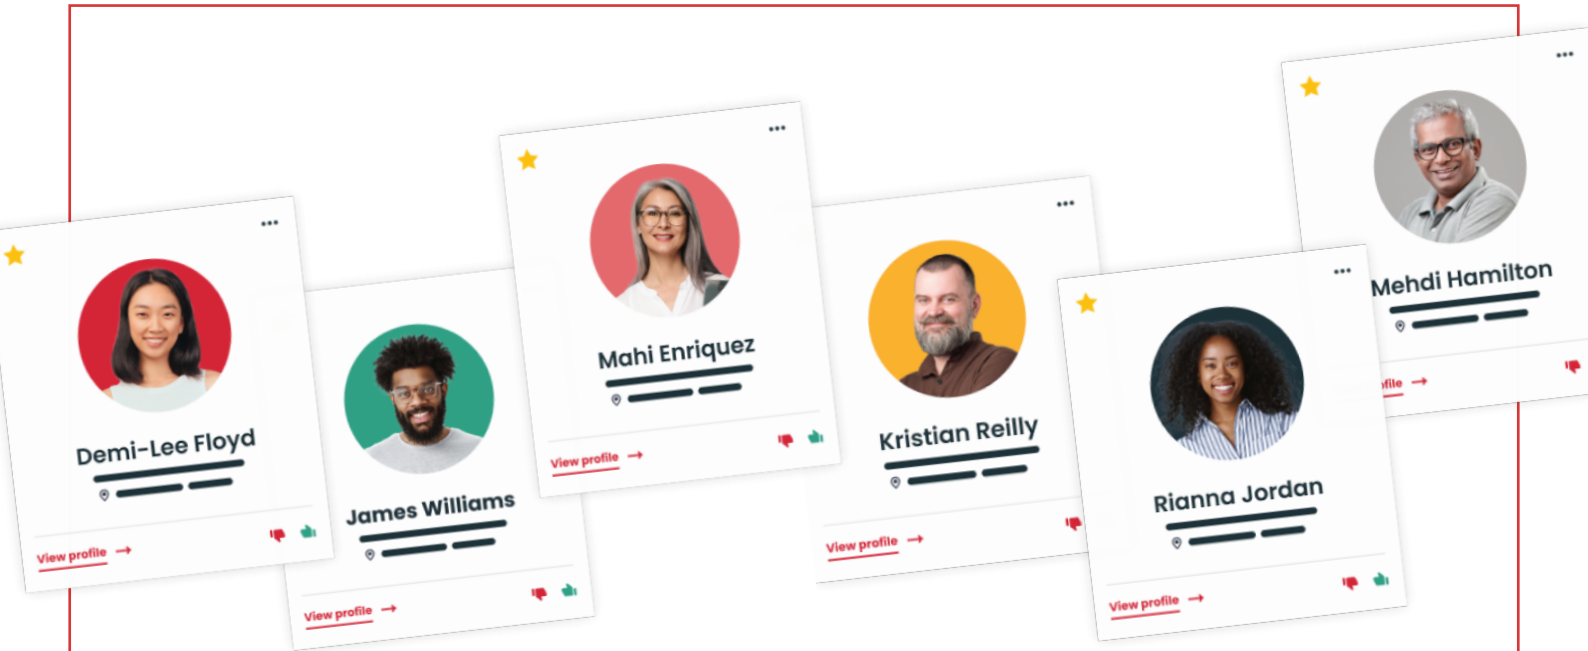 Demi-Lee Floyd
View profile
James Williams
View profile
Mahi Enriquez
View profile
Kristian Reilly
View profile
Rianna Jordan
View profile
Mehdi Hamilton
ofile